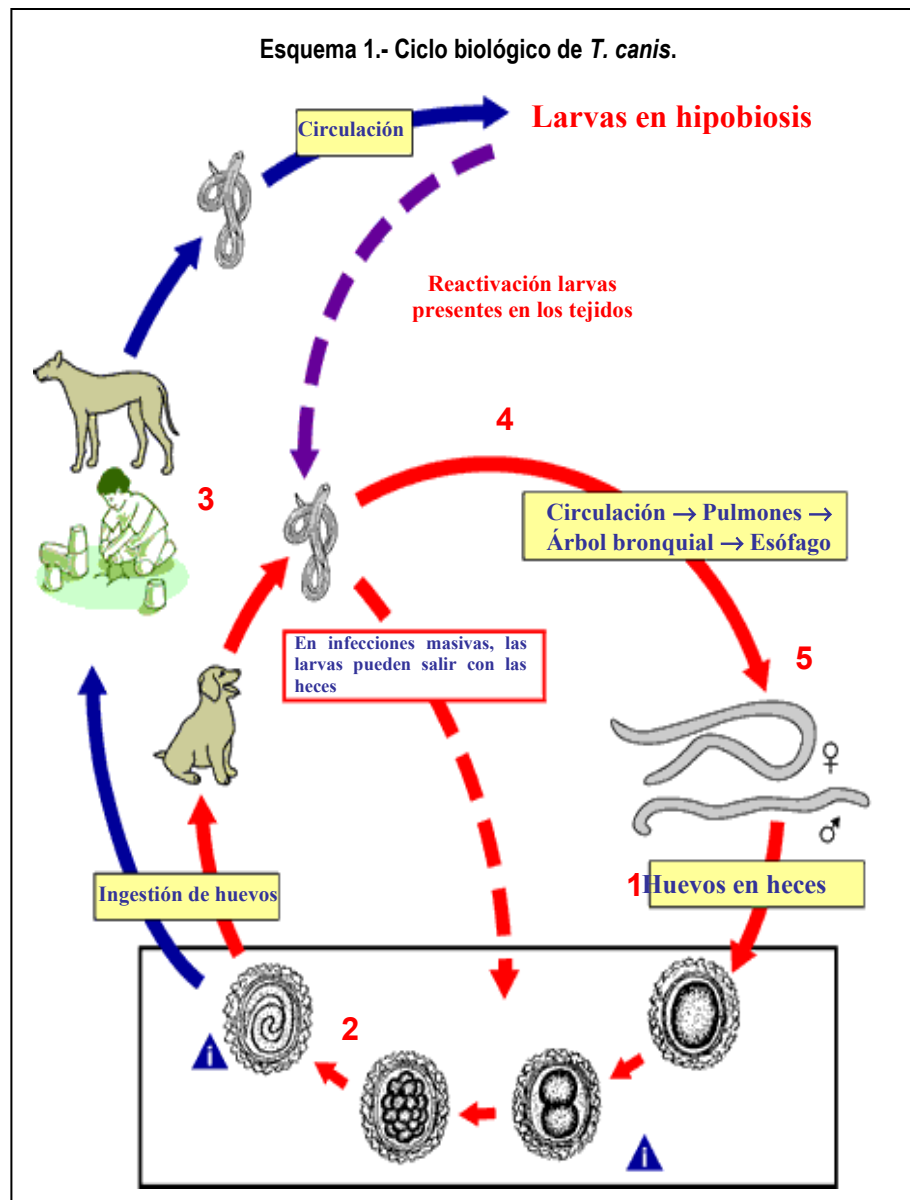 Esquema 1.- Ciclo biológico de T. canis.
Circulación
Larvas en hipobiosis
Reactivación larvas
presentes en los tejidos
4
3
Circulación → Pulmones →
Árbol bronquial → Esófago
En infecciones masivas, las
larvas pueden salir con las
heces
5
♀
♂
Ingestión de huevos
1
Huevos en heces
2
i
i